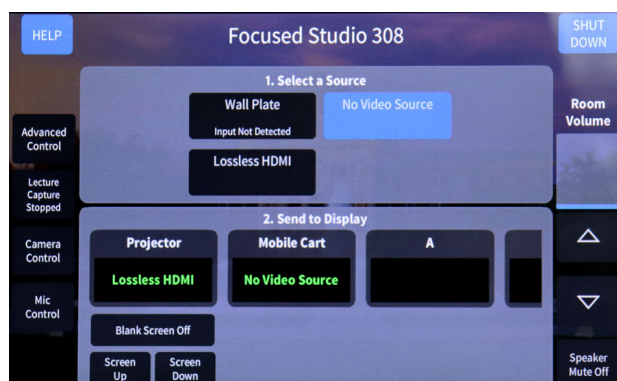 HELP
Focused Studio 308
SHUT
DOWN
1. Select a Source
Wall Plate
Input Not Detected
No Video Source
Lossless HDMI
Room
Volume
Advanced
Control
Lecture
Capture
Stopped
Camera
Control
Mic
Control
2. Send to Display
Projector
Lossless HDMI
Mobile Cart
No Video Source
A
Blank Screen Off
Screen
Up
Screen
Down
Speaker
Mute Off